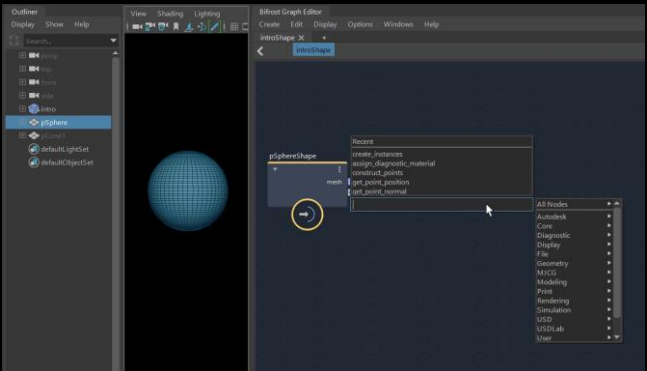 Outliner
Display Show Help
Search...
persp
top
front
side
intro
pSphere
pCone1
defaultLightSet
defaultObjectSet
View Shading Lighting
Bifrost Graph Editor
Create Edit Display Options Windows Help
introShape X +
introShape
pSphereShape
mesh
Recent
create_instances
assign_diagnostic_material
construct_points
get_point_position
get_point_normal
All Nodes
Autodesk
Core
Diagnostic
Display
File
Geometry
MJCG
Modeling
Print
Rendering
Simulation
USD
USDLab
User